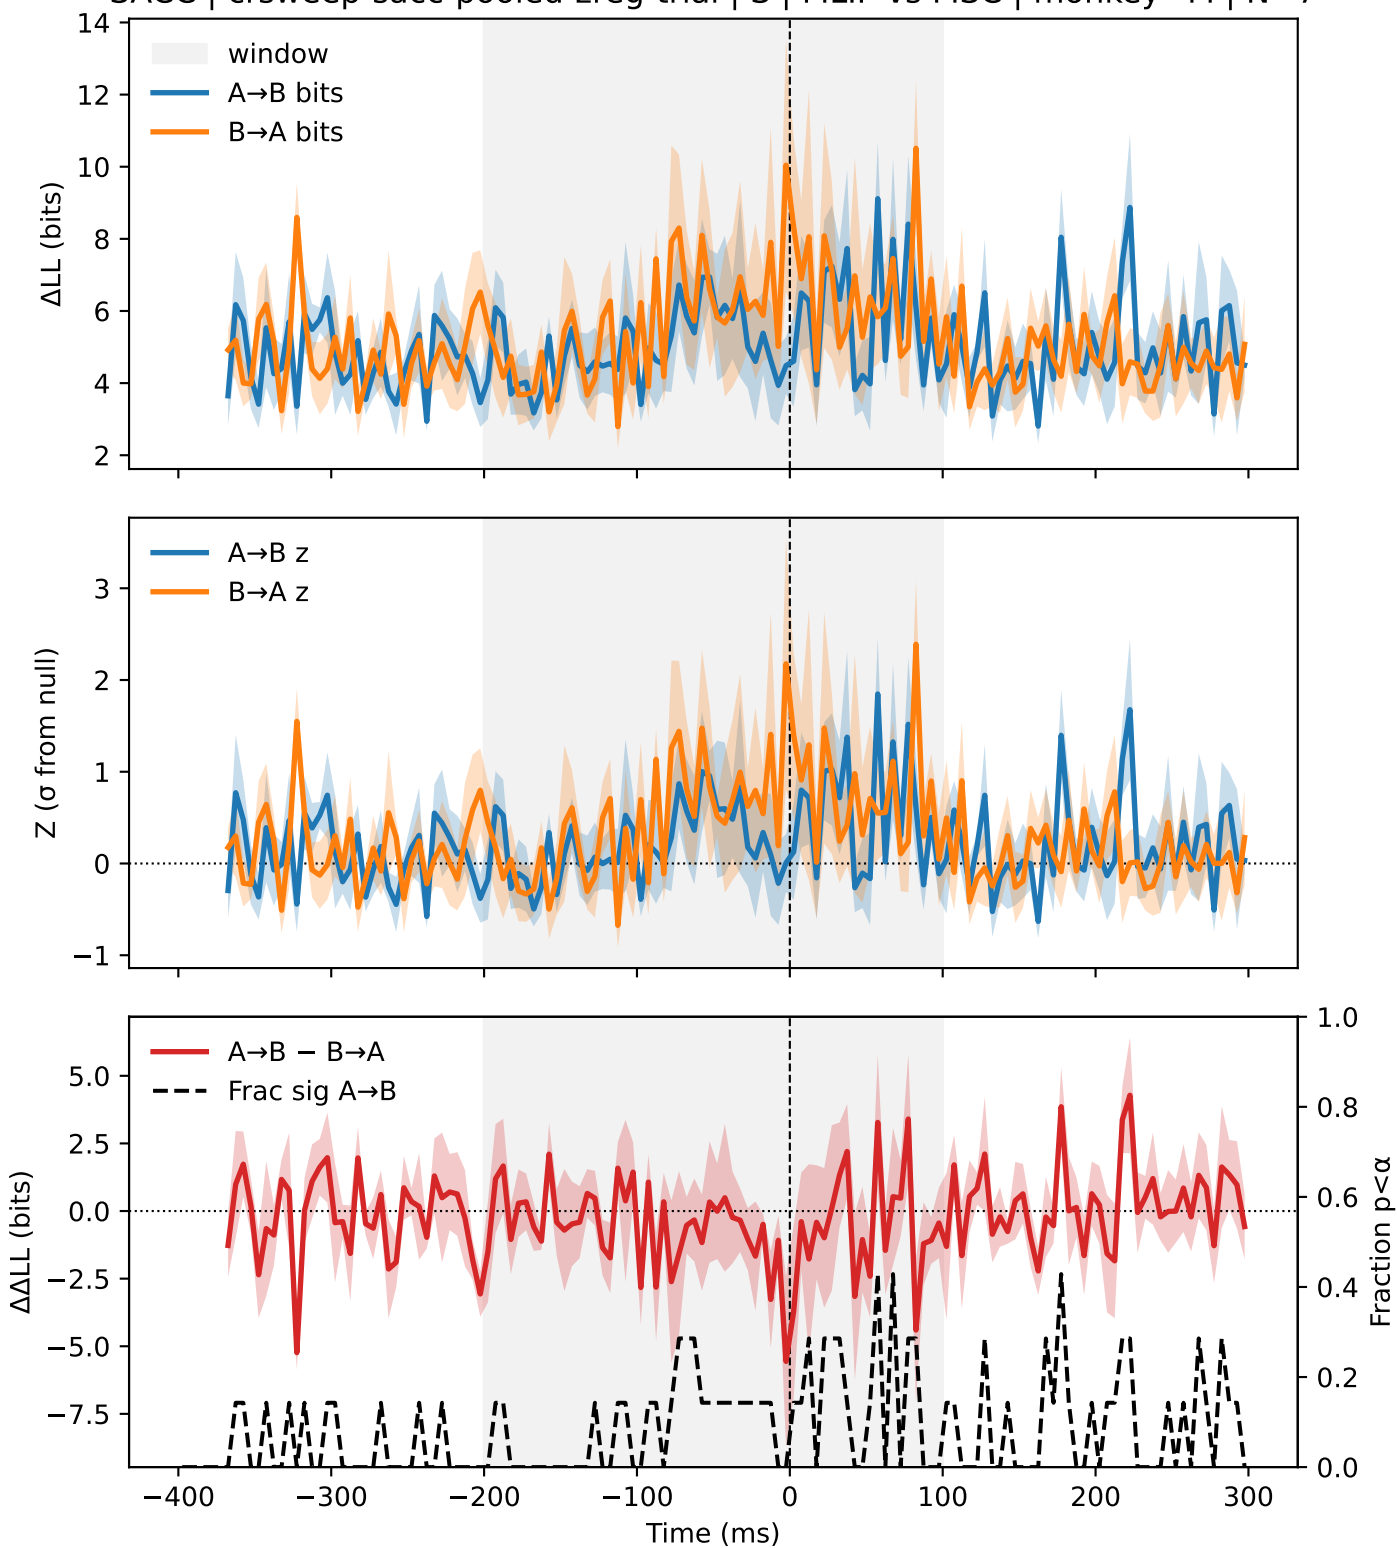 14
12
10
8
6
4
2
ΔLL (bits)
window
A→B bits
B→A bits
3
2
1
0
−1
Z (σ from null)
A→B z
B→A z
5.0
2.5
0.0
−2.5
−5.0
−7.5
ΔΔLL (bits)
A→B − B→A
Frac sig A→B
1.0
0.8
0.6
0.4
0.2
0.0
Fraction p<α
−400 −300 −200 −100 0 100 200 300
Time (ms)